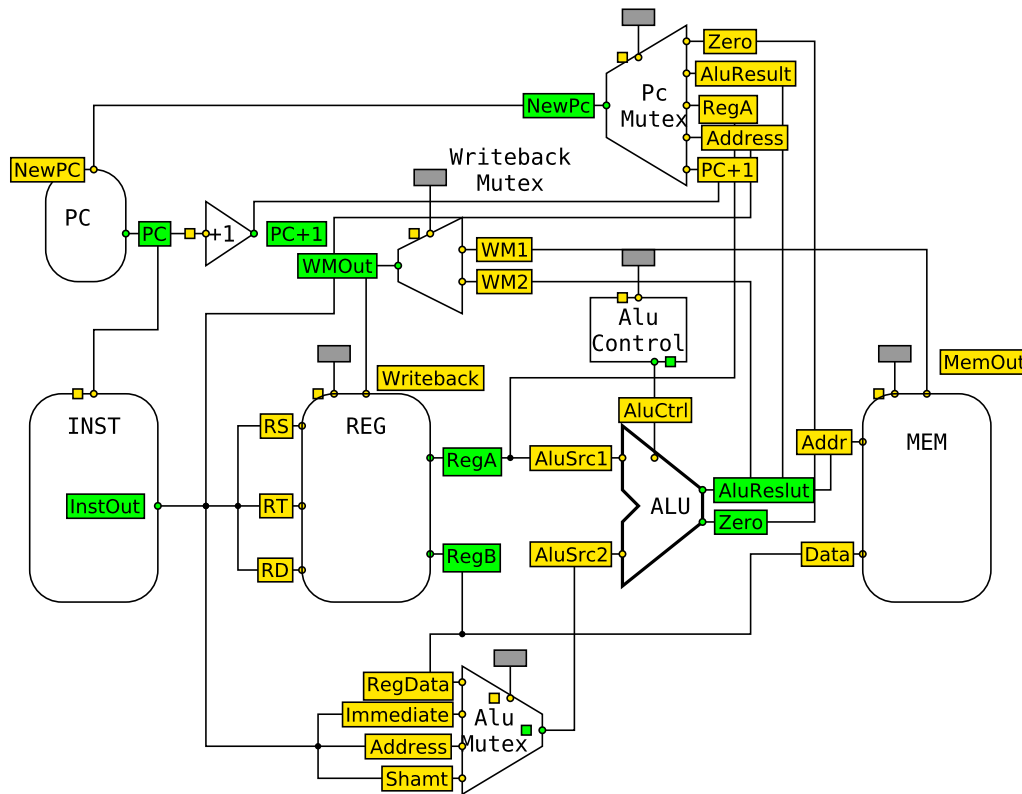 Zero
AluResult
Pc
Mutex
NewPc
RegA
Address
Writeback
Mutex
NewPC
PC+1
PC
PC
+1
PC+1
WM1
WMOut
WM2
Alu
Control
MemOut
Writeback
AluCtrl
INST
RS
REG
Addr
MEM
RegA
AluSrc1
AluReslut
InstOut
RT
ALU
Zero
RegB
AluSrc2
Data
RD
RegData
Immediate
Alu
Mutex
Address
Shamt